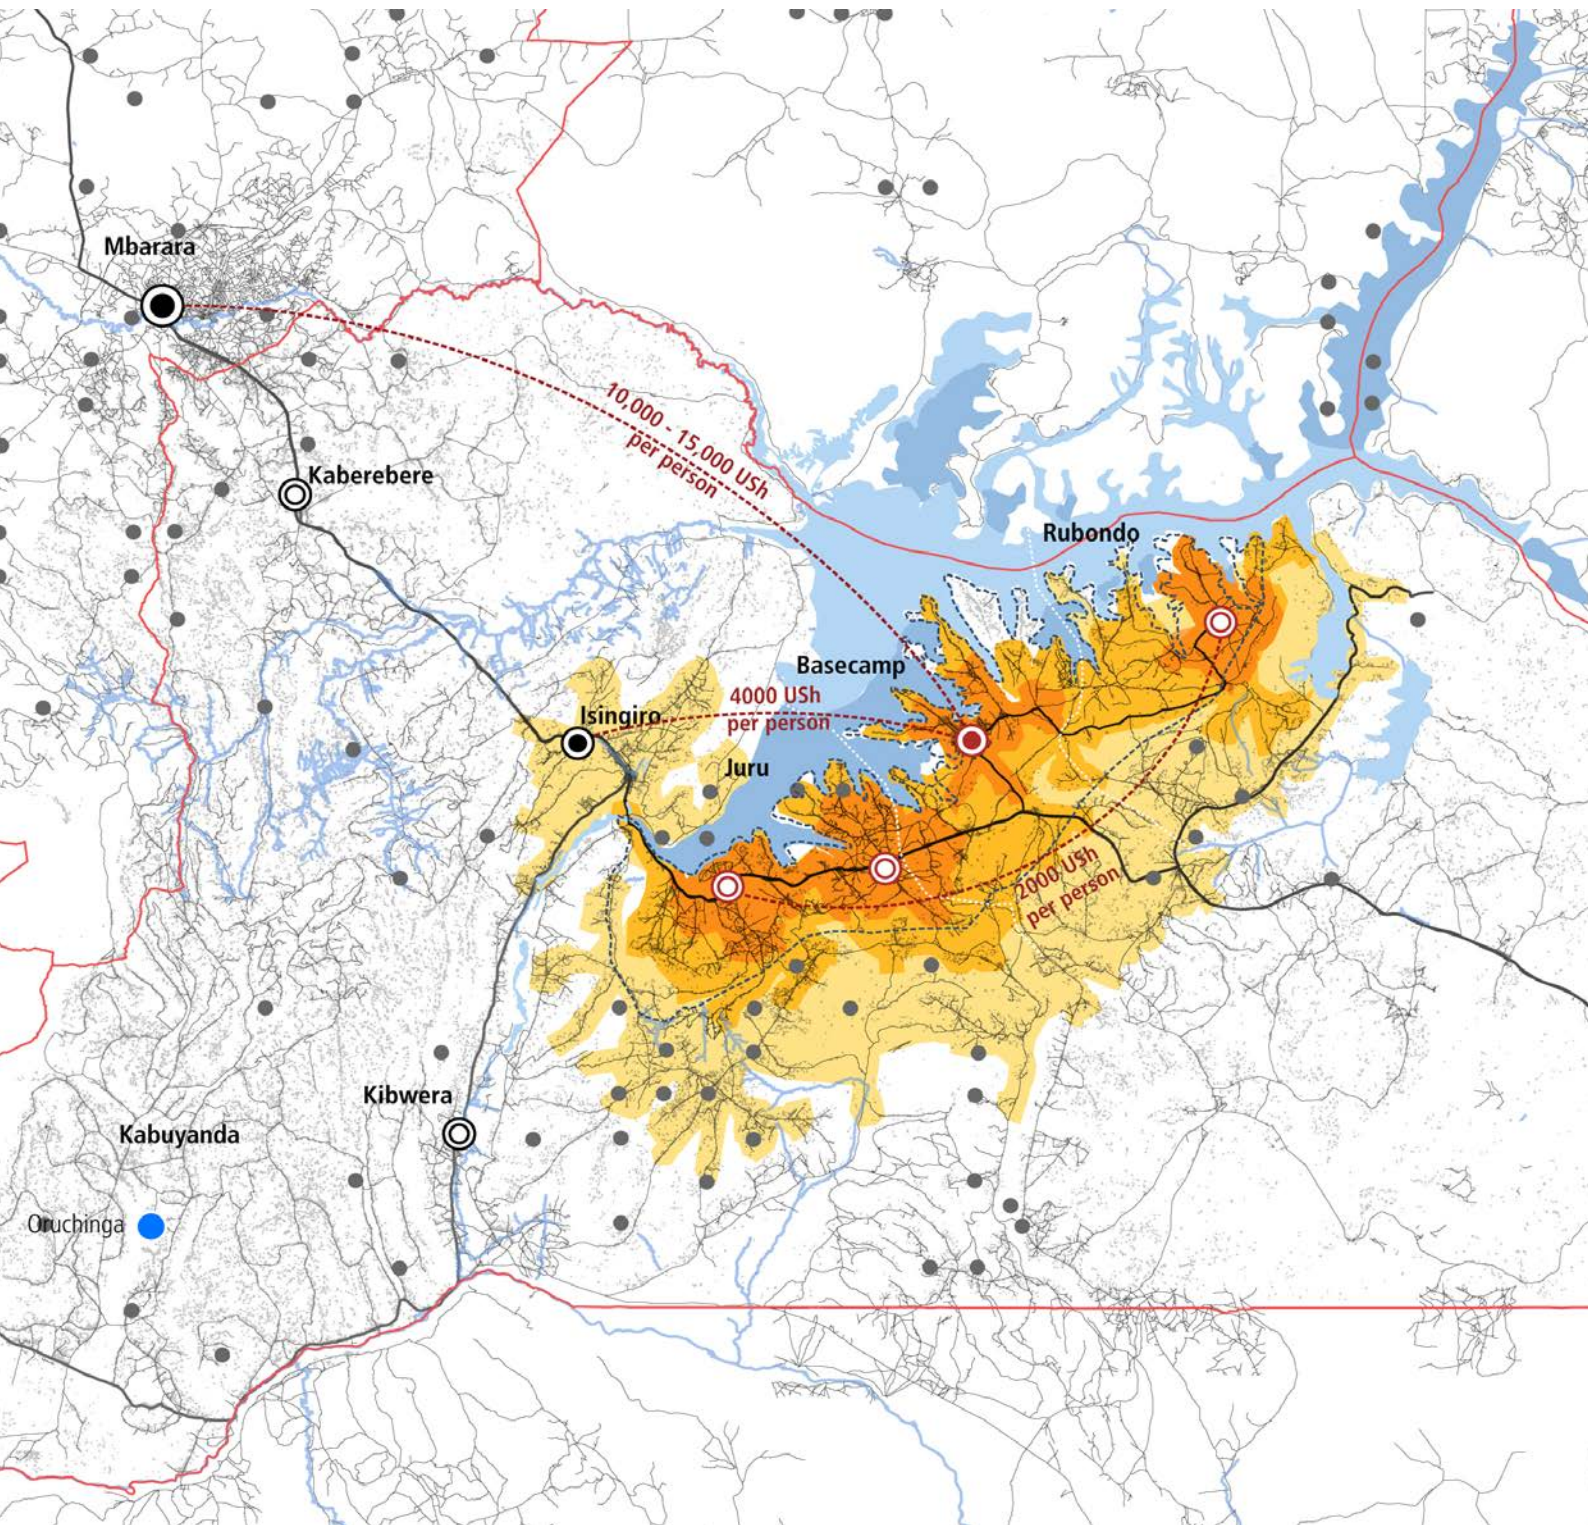 Mbarara
10,000 - 15,000 USh
per person
Kaberebere
Rubondo
Basecamp
4000 USh
per person
Isingiro
Juru
2000 USh
per person
Kibwera
Kabuyanda
Oruchinga